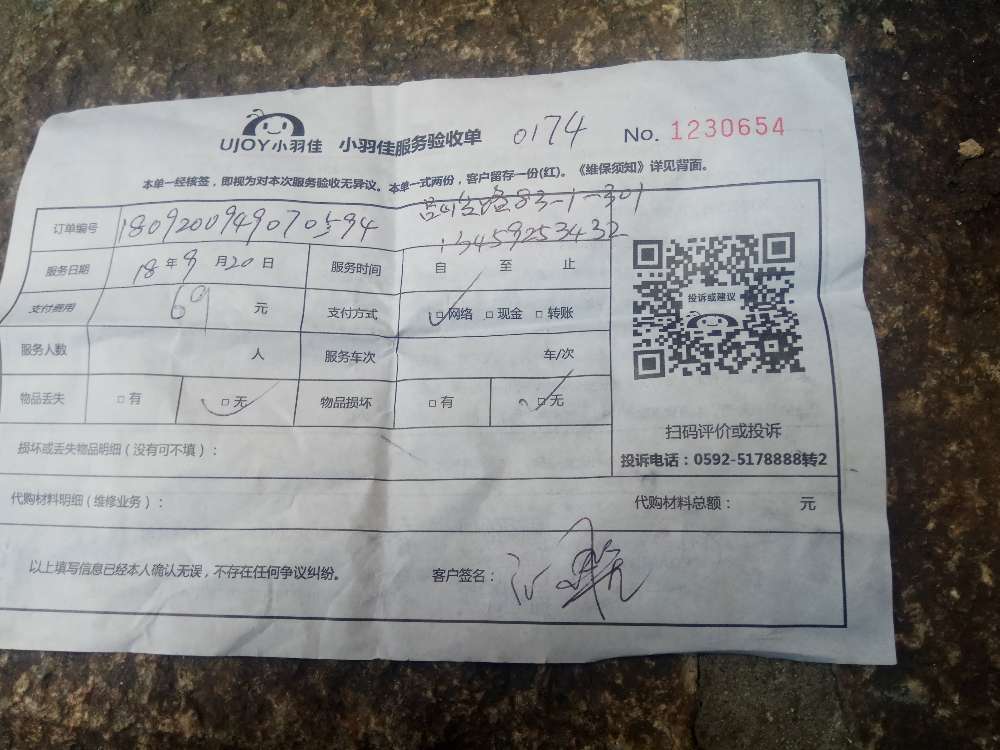 UJOY小羽佳 小羽佳服务验收单 0174 No. 1230654
本单一经核签，即视为对本次服务验收无异议。本单一式两份，客户留存一份(红)。《维保须知》详见背面。
83-1-301
订单编号
13459253432
服务日期 18年9月20日 服务时间 自 至 止
支付费用 69 元 支付方式 □网络 □现金 □转账
投诉或建议
服务人数 人 服务车次 车/次
物品丢失 □有 □无 物品损坏 □有 □无
扫码评价或投诉
损坏或丢失物品明细（没有可不填）：
投诉电话：0592-5178888转2
代购材料明细（维修业务）： 代购材料总额： 元
以上填写信息已经本人确认无误，不存在任何争议纠纷。 客户签名：